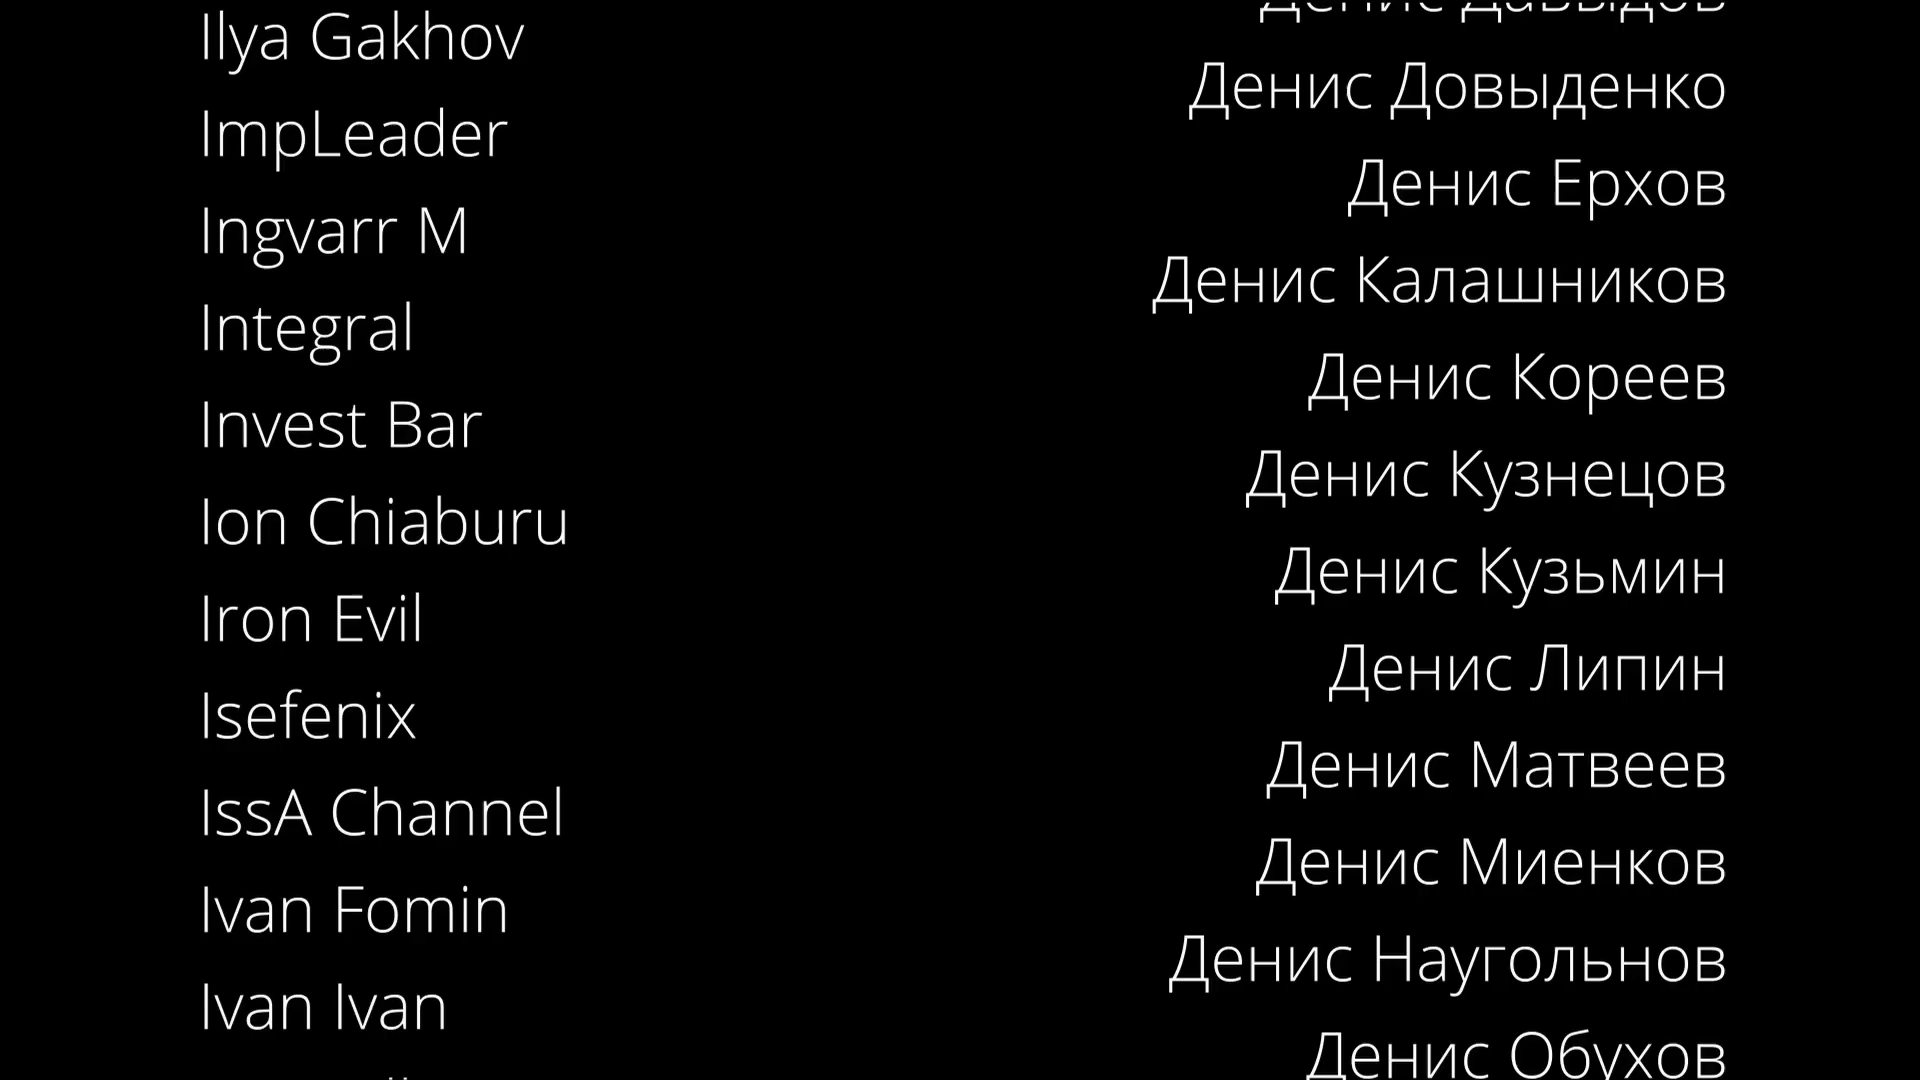 Ilya Gakhov
ImpLeader
Ingvarr M
Integral
Invest Bar
Ion Chiaburu
Iron Evil
Isefenix
IssA Channel
Ivan Fomin
Ivan Ivan
Денис Давыдов
Денис Довыденко
Денис Ерхов
Денис Калашников
Денис Кореев
Денис Кузнецов
Денис Кузьмин
Денис Липин
Денис Матвеев
Денис Миенков
Денис Наугольнов
Денис Обухов